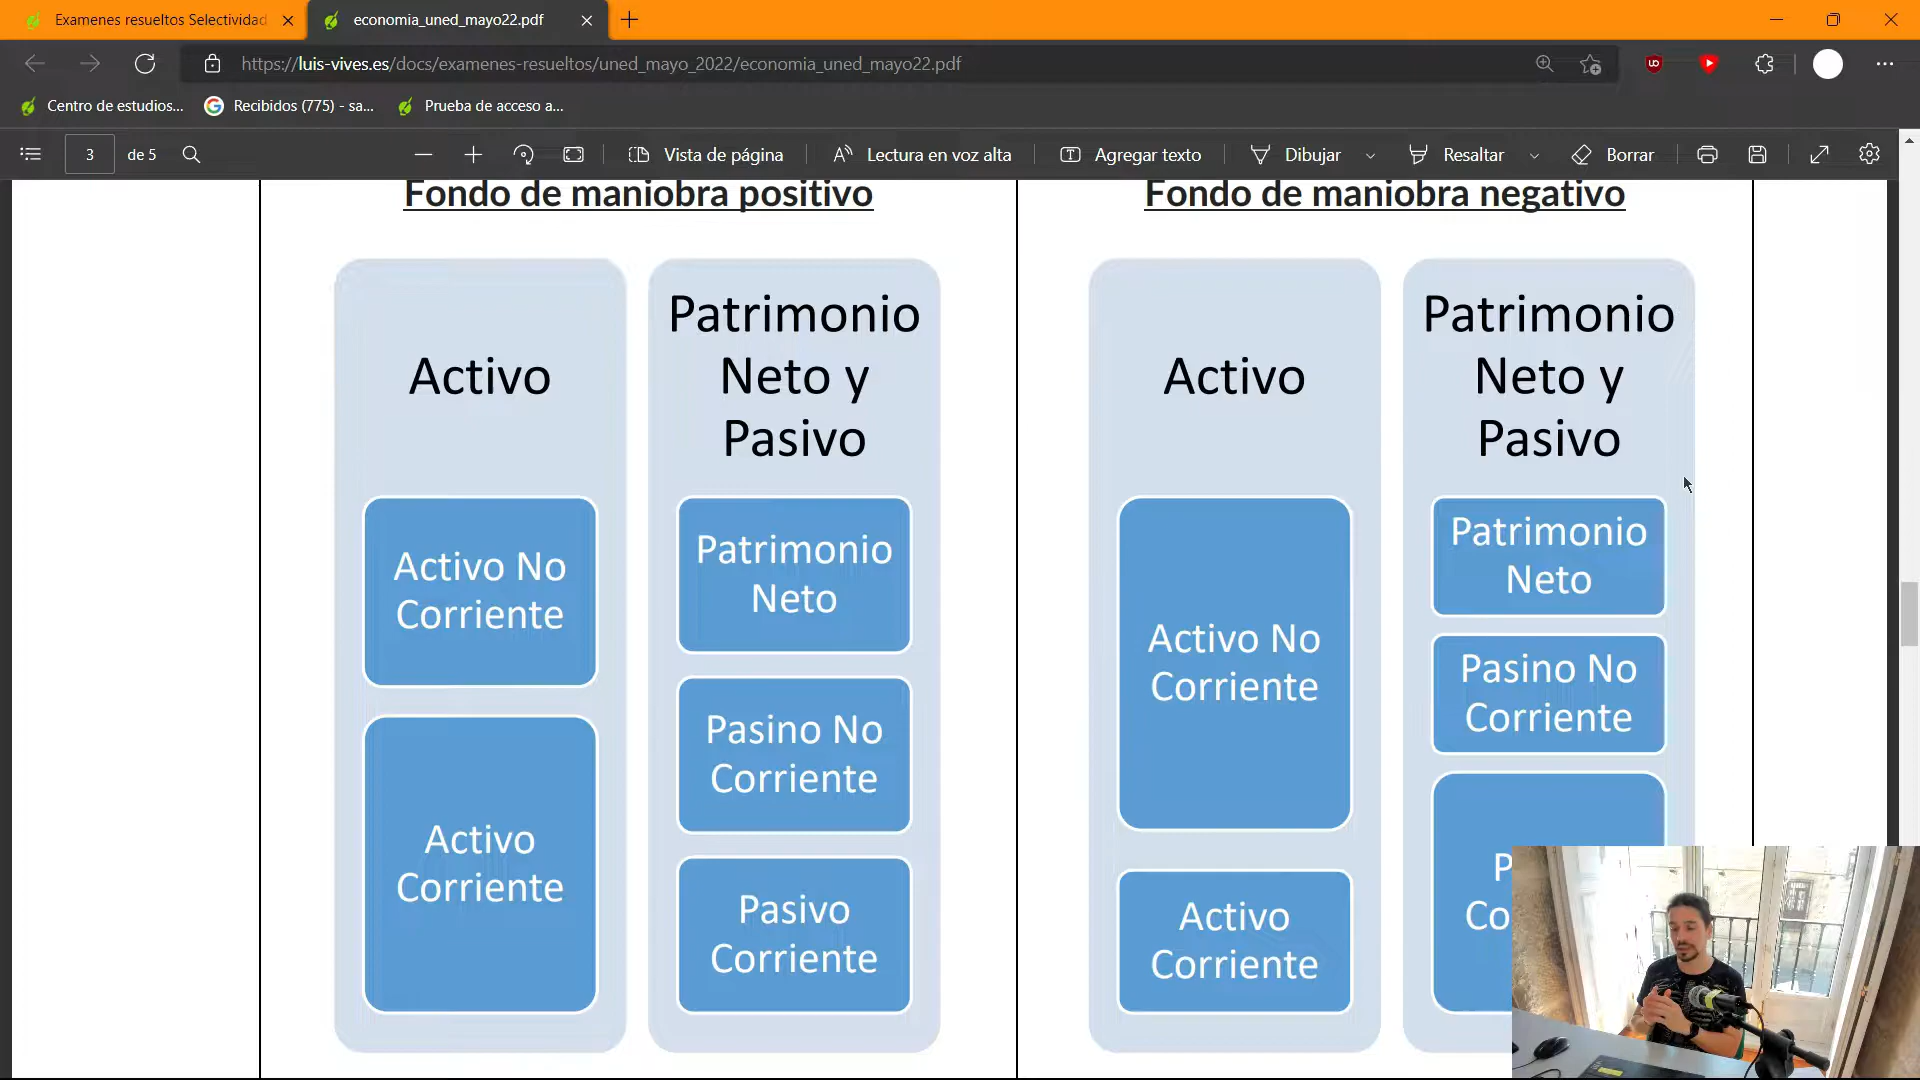 Examenes resueltos Selectividad
economia_uned_mayo22.pdf
https://luis-vives.es/docs/examenes-resueltos/uned_mayo_2022/economia_uned_mayo22.pdf
Centro de estudios...
Recibidos (775) - sa...
Prueba de acceso a...
3
de 5
Vista de página
Lectura en voz alta
Agregar texto
Dibujar
Resaltar
Borrar
Fondo de maniobra positivo
Activo
Activo No
Corriente
Activo
Corriente
Patrimonio
Neto y
Pasivo
Patrimonio
Neto
Pasino No
Corriente
Pasivo
Corriente
Fondo de maniobra negativo
Activo
Activo No
Corriente
Activo
Corriente
Patrimonio
Neto y
Pasivo
Patrimonio
Neto
Pasino No
Corriente
P
Co